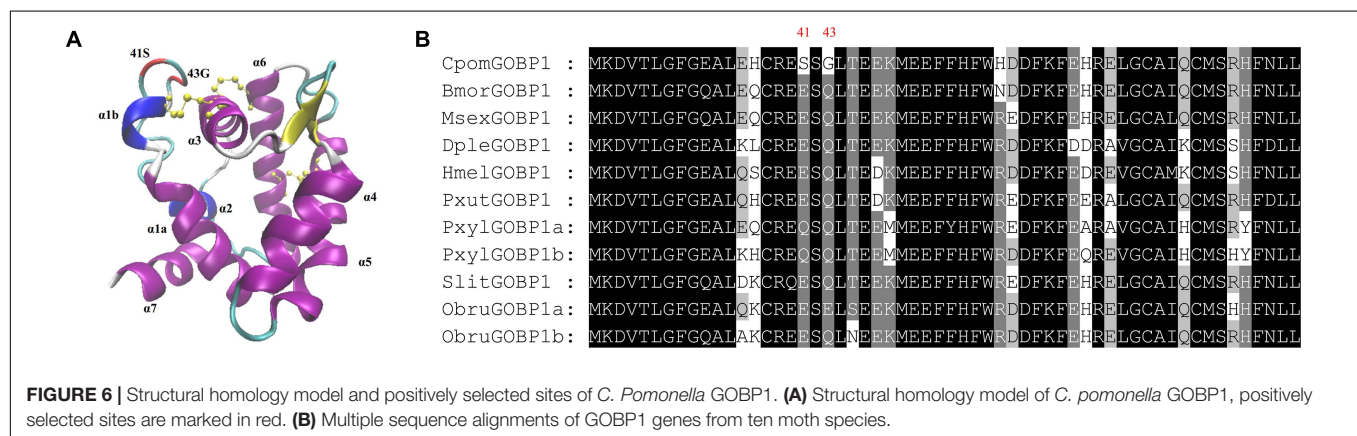 A
41S
43G
α6
α1b
α3
α4
α2
α1a
α5
α7
B
41 43
CpomGOBP1 : MKDVTLGFGEALEHCRESSGLTEEKMEEFFHFWHDDFKFEHRELGCAIQCMSRHFNLL
BmorGOBP1 : MKDVTLGFGQALEQCREESQLTEEKMEEFFHFWNDDFKFEHRELGCAIQCMSRHFNLL
MsexGOBP1 : MKDVTLGFGQALEQCREESQLTEEKMEEFFHFWREDFKFEHRELGCALQCMSRHFNLL
DpleGOBP1 : MKDVTLGFGEALKLCREESQLTEEKMEEFFHFWRDDFKFDDRAVGCAIKCMSSHFDLL
HmelGOBP1 : MKDVTLGFGQALQSCREESQLTEDKMEEFFHFWRDDFKFEDREVGCAMKCMSSHFNLL
PxutGOBP1 : MKDVTLGFGQALQHCREESQLTEDKMEEFFHFWREDFKFEERALGCAIQCMSRHFDLL
PxylGOBP1a : MKDVTLGFGEALEQCREQSQLTEEMMEEFYHFWREDFKFEARAVGCAIHCMSRYFNLL
PxylGOBP1b : MKDVTLGFGEALKHCREQSQLTEEMMEEFFHFWREDFKFEQREVGCAIHCMSHYFNLL
SlitGOBP1 : MKDVTLGFGQALDKCRQESQLTEEKMEEFFHFWREDFKFEHRELGCAIQCMSRHFNLL
ObruGOBP1a: MKDVTLGFGEALQKCREESELSEEKMEEFFHFWRDDFKFEHRELGCAIQCMSHHFNLL
ObruGOBP1b: MKDVTLGFGQALAKCREESQLNEEKMEEFFHFWRDDFKFEHRELGCAIQCMSRHFNLL
FIGURE 6 | Structural homology model and positively selected sites of C. Pomonella GOBP1. (A) Structural homology model of C. pomonella GOBP1, positively
selected sites are marked in red. (B) Multiple sequence alignments of GOBP1 genes from ten moth species.